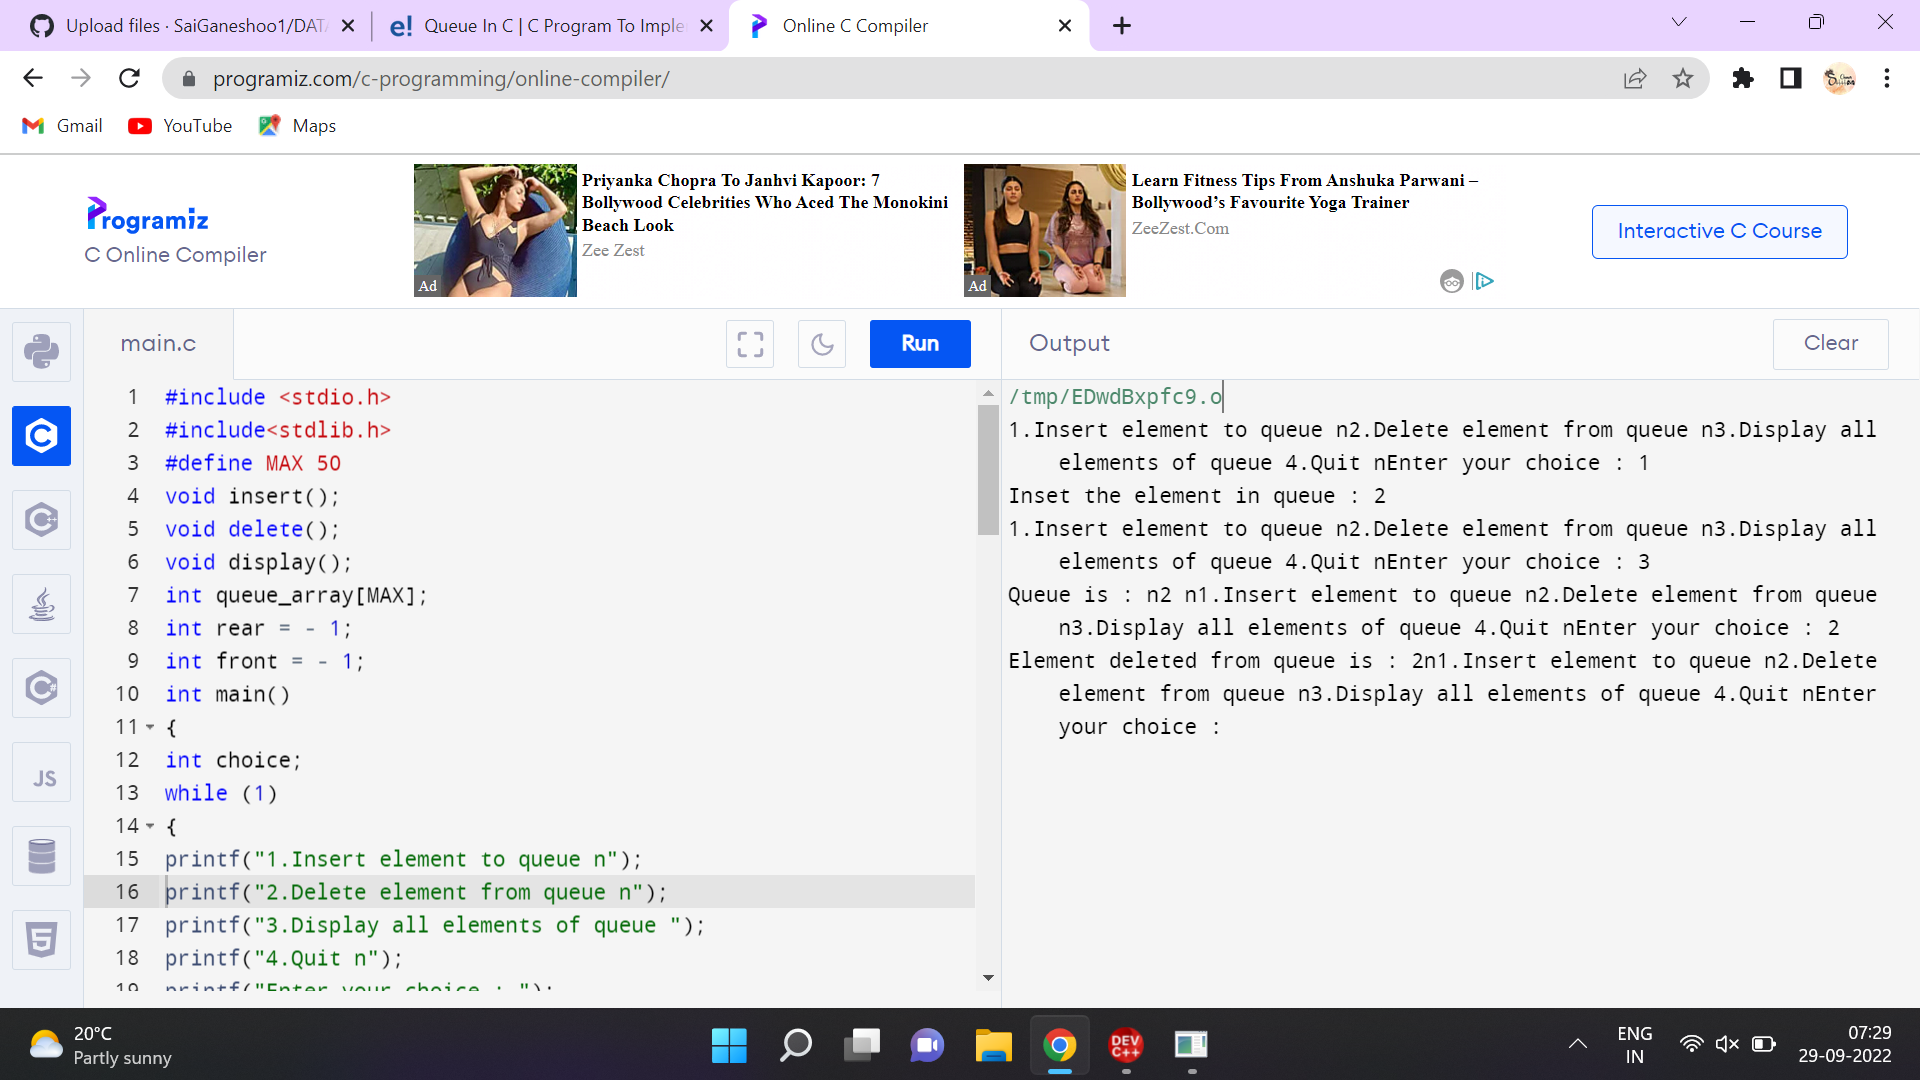 Upload files · SaiGaneshoo1/DAT
Queue In C | C Program To Imple
Online C Compiler
programiz.com/c-programming/online-compiler/
Gmail
YouTube
Maps
Programiz
C Online Compiler
Priyanka Chopra To Janhvi Kapoor: 7
Bollywood Celebrities Who Aced The Monokini
Beach Look
Zee Zest
Ad
Learn Fitness Tips From Anshuka Parwani –
Bollywood’s Favourite Yoga Trainer
ZeeZest.Com
Ad
Interactive C Course
main.c
Run
Output
Clear
JS
1 #include <stdio.h>
2 #include<stdlib.h>
3 #define MAX 50
4 void insert();
5 void delete();
6 void display();
7 int queue_array[MAX];
8 int rear = - 1;
9 int front = - 1;
10 int main()
11 {
12 int choice;
13 while (1)
14 {
15 printf("1.Insert element to queue n");
16 printf("2.Delete element from queue n");
17 printf("3.Display all elements of queue ");
18 printf("4.Quit n");
19 printf("Enter your choice : ");
/tmp/EDwdBxpfc9.o
1.Insert element to queue n2.Delete element from queue n3.Display all
elements of queue 4.Quit nEnter your choice : 1
Inset the element in queue : 2
1.Insert element to queue n2.Delete element from queue n3.Display all
elements of queue 4.Quit nEnter your choice : 3
Queue is : n2 n1.Insert element to queue n2.Delete element from queue
n3.Display all elements of queue 4.Quit nEnter your choice : 2
Element deleted from queue is : 2n1.Insert element to queue n2.Delete
element from queue n3.Display all elements of queue 4.Quit nEnter
your choice :
20°C
Partly sunny
DEV
C++
ENG
IN
07:29
29-09-2022